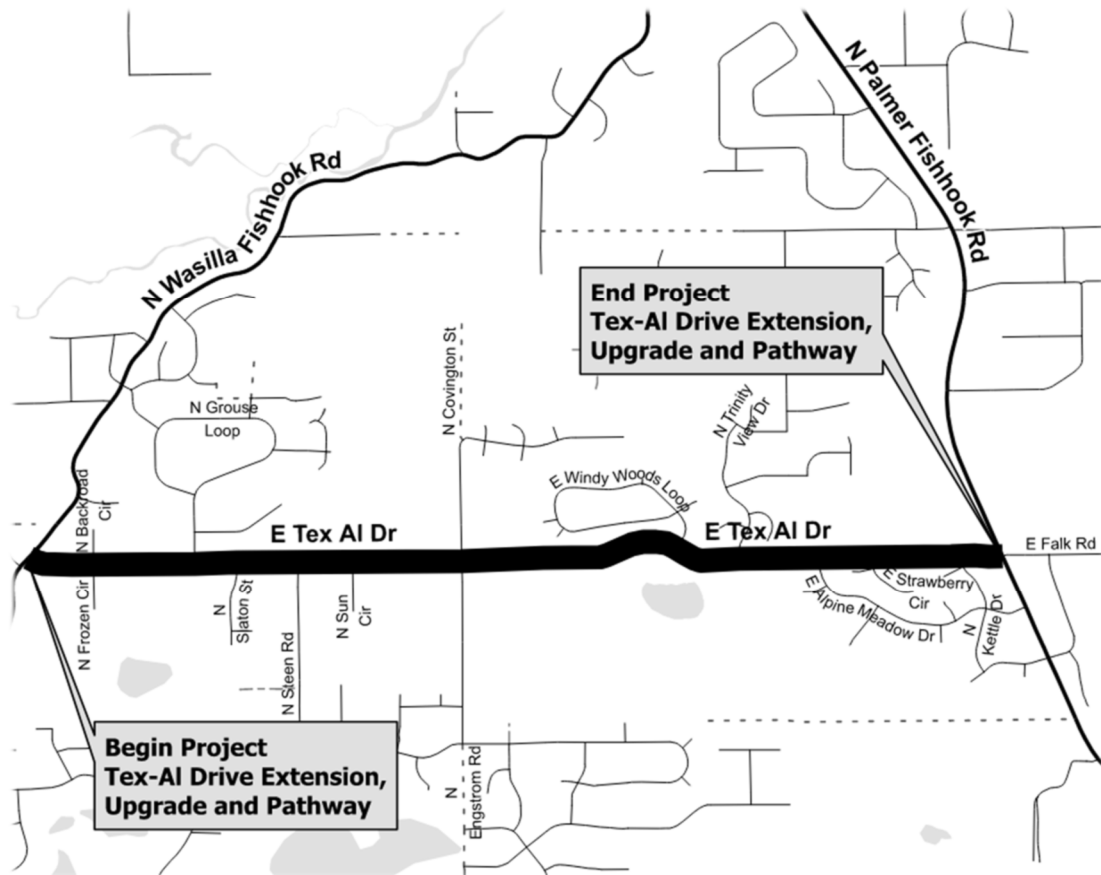 N Palmer Fishhook Rd
N Wasilla Fishhook Rd
End Project
Tex-Al Drive Extension,
Upgrade and Pathway
N Covington St
N Grouse
Loop
N Trinity
View Dr
N Backroad
Cir
E Windy Woods Loop
E Tex Al Dr
E Tex Al Dr
E Falk Rd
N Frozen Cir
N
Slaton St
N Steen Rd
N Sun
Cir
E Strawberry
Cir
E Alpine Meadow Dr
N
Kettle Dr
Begin Project
Tex-Al Drive Extension,
Upgrade and Pathway
N
Engstrom Rd